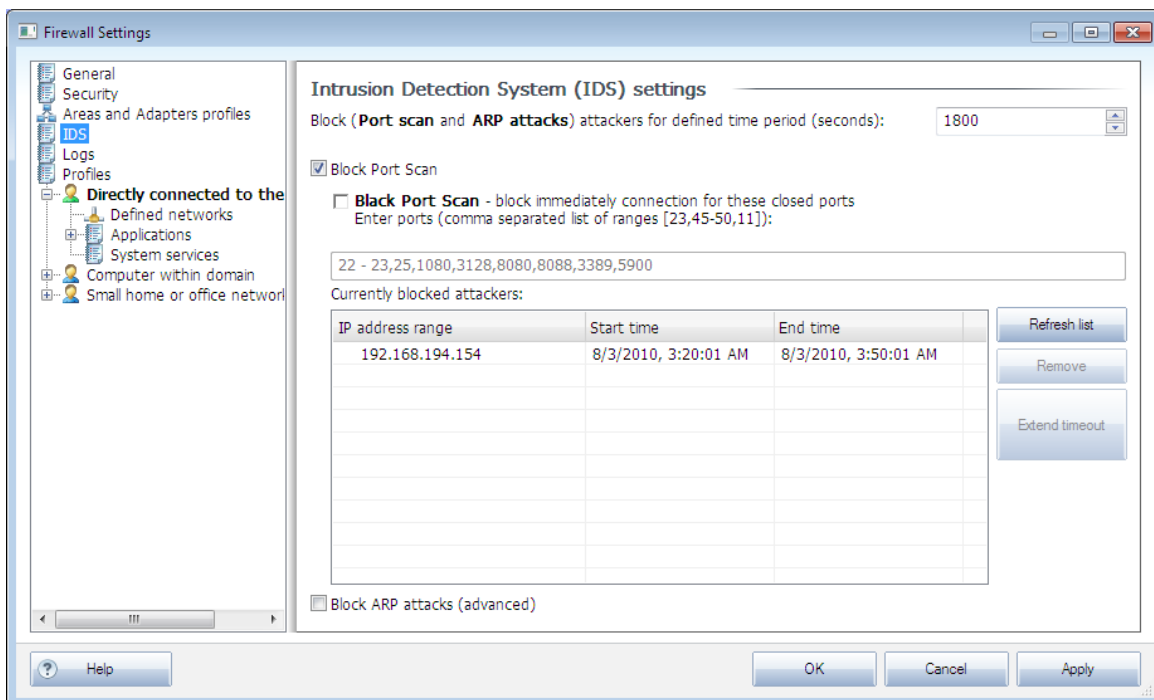 Firewall Settings
General
Security
Areas and Adapters profiles
IDS
Logs
Profiles
Directly connected to the
Defined networks
Applications
System services
Computer within domain
Small home or office network
Intrusion Detection System (IDS) settings
Block (Port scan and ARP attacks) attackers for defined time period (seconds): 1800
Block Port Scan
Black Port Scan - block immediately connection for these closed ports
Enter ports (comma separated list of ranges [23,45-50,11]):
22 - 23,25,1080,3128,8080,8088,3389,5900
Currently blocked attackers:
IP address range Start time End time
192.168.194.154 8/3/2010, 3:20:01 AM 8/3/2010, 3:50:01 AM
Refresh list
Remove
Extend timeout
Block ARP attacks (advanced)
? Help OK Cancel Apply